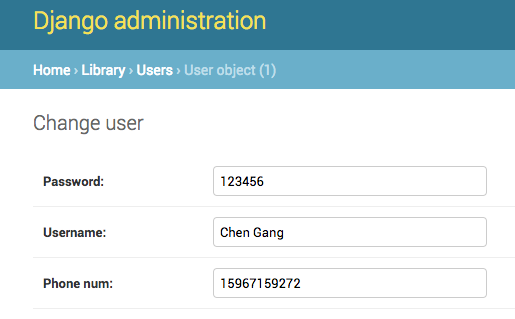 Django administration
Home › Library › Users › User object (1)
Change user
Password: 123456
Username: Chen Gang
Phone num: 15967159272